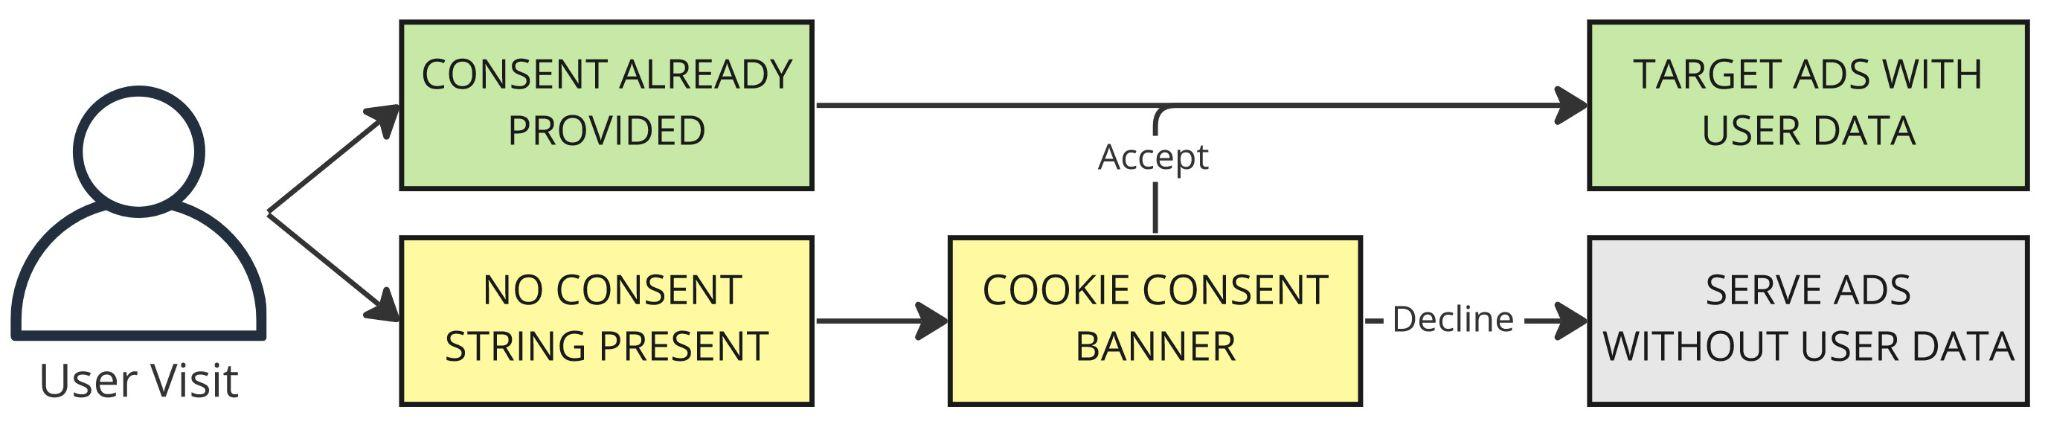 CONSENT ALREADY
PROVIDED
TARGET ADS WITH
USER DATA
Accept
NO CONSENT
STRING PRESENT
COOKIE CONSENT
BANNER
Decline
SERVE ADS
WITHOUT USER DATA
User Visit